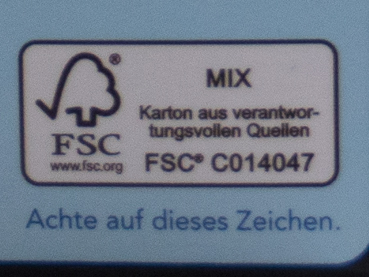 ®
MIX
Karton aus verantwor-
tungsvollen Quellen
FSC
www.fsc.org
FSC® C014047
Achte auf dieses Zeichen.